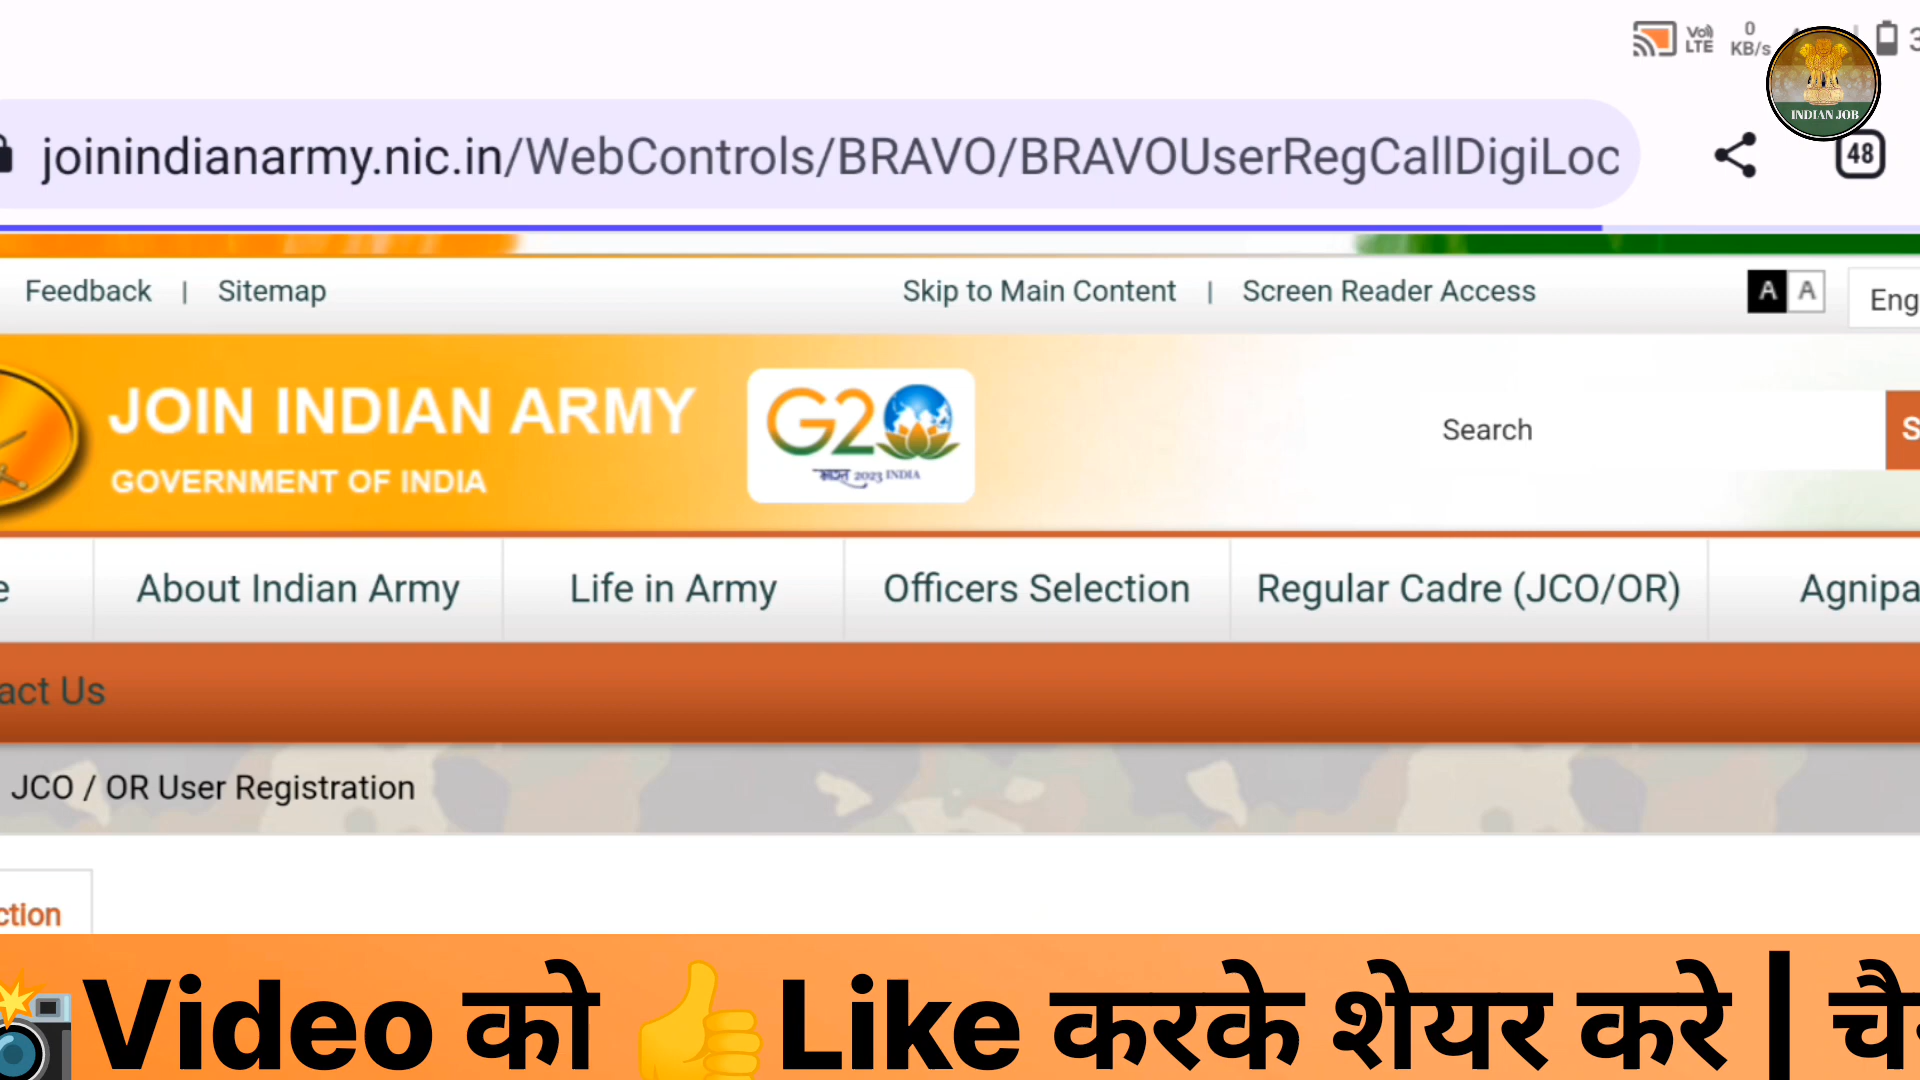 Vo) LTE
0 KB/s
INDIAN JOB
joinindianarmy.nic.in/WebControls/BRAVO/BRAVOUserRegCallDigiLoc
48
Feedback | Sitemap
Skip to Main Content | Screen Reader Access
A A
Eng
JOIN INDIAN ARMY
GOVERNMENT OF INDIA
G20
भारत 2023 INDIA
Search
S
e
About Indian Army
Life in Army
Officers Selection
Regular Cadre (JCO/OR)
Agnipa
act Us
JCO / OR User Registration
ction
Video को 👍Like करके शेयर करे | चै